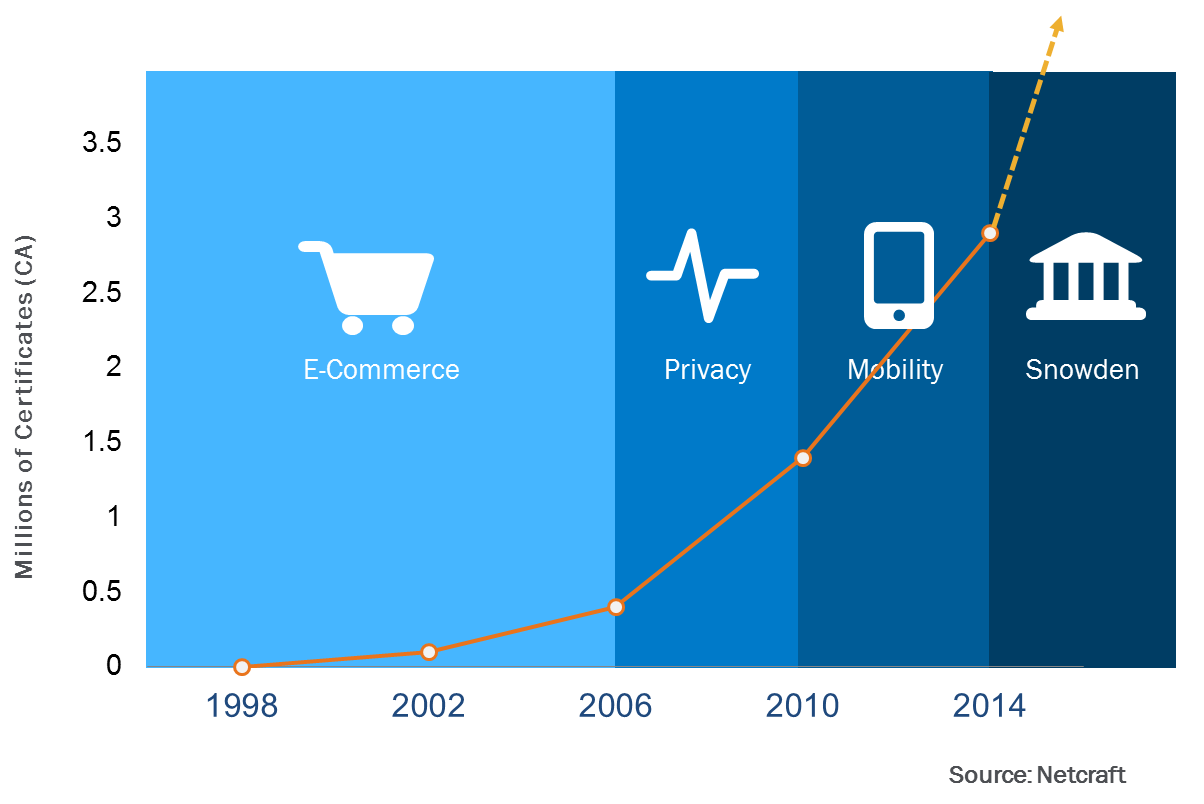 3.5
3
2.5
2
1.5
1
0.5
0
Millions of Certificates (CA)
E-Commerce
Privacy
Mobility
Snowden
1998
2002
2006
2010
2014
Source: Netcraft